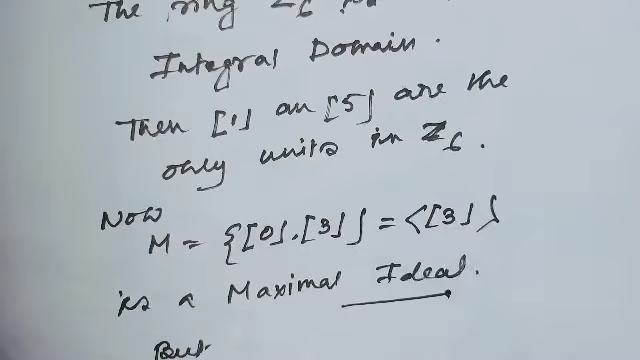 The ring Z6
Integral Domain.
Then [1] an [5] are the
only units in Z6.
Now
M = {[0], [3]} = <[3]>
is a Maximal Ideal.
But